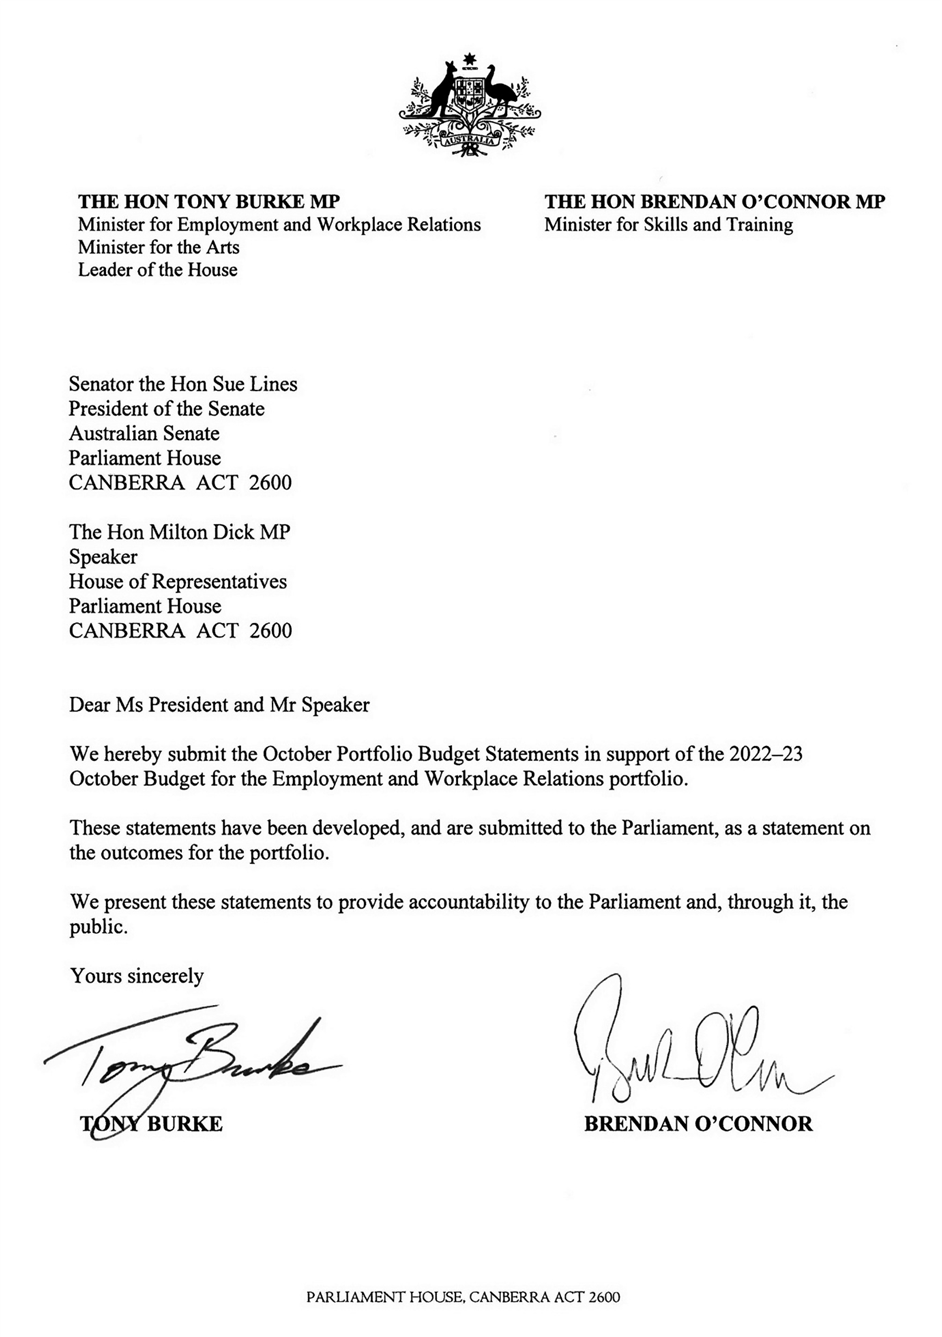 AUSTRALIA
THE HON TONY BURKE MP
Minister for Employment and Workplace Relations
Minister for the Arts
Leader of the House
THE HON BRENDAN O'CONNOR MP
Minister for Skills and Training
Senator the Hon Sue Lines
President of the Senate
Australian Senate
Parliament House
CANBERRA ACT 2600
The Hon Milton Dick MP
Speaker
House of Representatives
Parliament House
CANBERRA ACT 2600
Dear Ms President and Mr Speaker
We hereby submit the October Portfolio Budget Statements in support of the 2022–23
October Budget for the Employment and Workplace Relations portfolio.
These statements have been developed, and are submitted to the Parliament, as a statement on
the outcomes for the portfolio.
We present these statements to provide accountability to the Parliament and, through it, the
public.
Yours sincerely
Tony Burke
TONY BURKE
BRENDAN O'CONNOR
PARLIAMENT HOUSE, CANBERRA ACT 2600